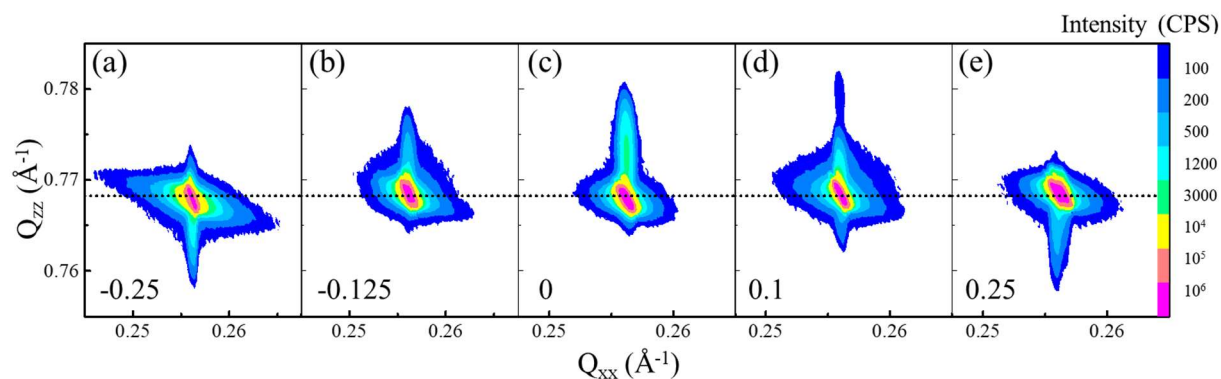 Intensity (CPS)
(a) (b) (c) (d) (e)
0.78
0.77
0.76
Q_zz (Å⁻¹)
-0.25 -0.125 0 0.1 0.25
0.25 0.26 0.25 0.26 0.25 0.26 0.25 0.26 0.25 0.26
Q_xx (Å⁻¹)
100
200
500
1200
3000
10⁴
10⁵
10⁶